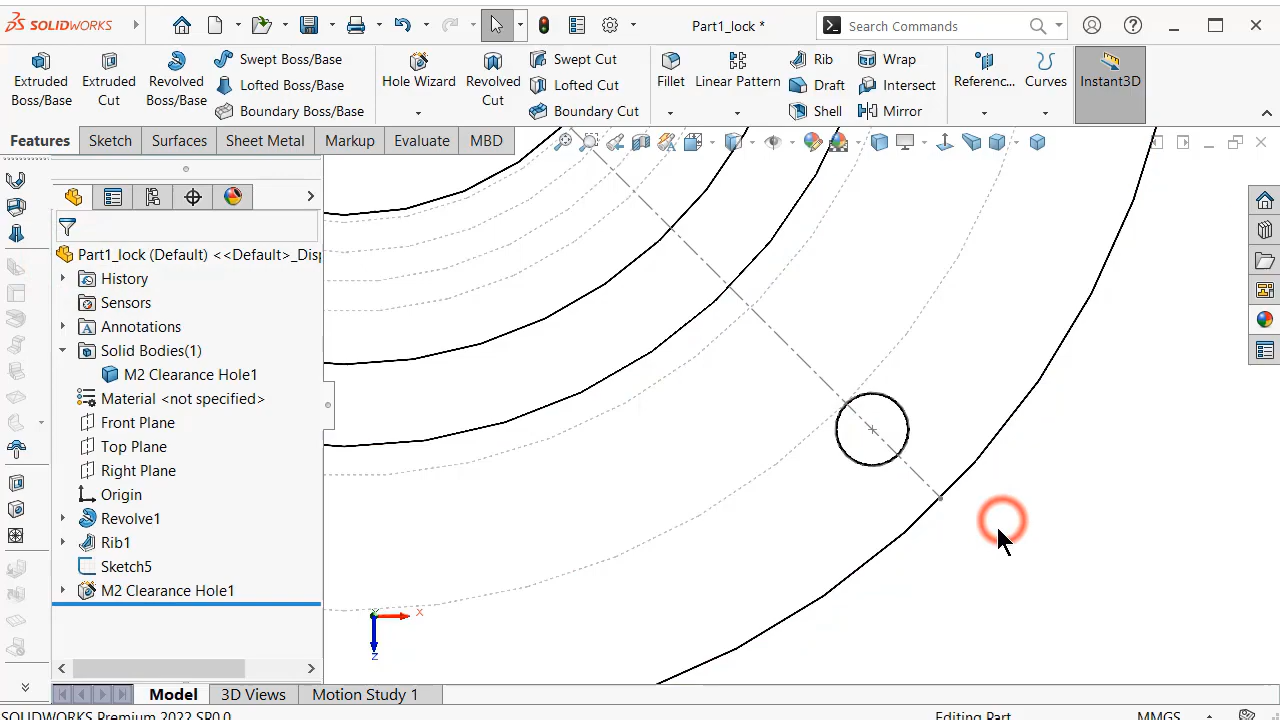 SOLIDWORKS
Part1_lock *
Search Commands
Extruded Boss/Base
Extruded Cut
Revolved Boss/Base
Swept Boss/Base
Lofted Boss/Base
Boundary Boss/Base
Hole Wizard
Revolved Cut
Swept Cut
Lofted Cut
Boundary Cut
Fillet
Linear Pattern
Rib
Draft
Shell
Wrap
Intersect
Mirror
Referenc...
Curves
Instant3D
Features
Sketch
Surfaces
Sheet Metal
Markup
Evaluate
MBD
Part1_lock (Default) <<Default>_Disp
History
Sensors
Annotations
Solid Bodies(1)
M2 Clearance Hole1
Material <not specified>
Front Plane
Top Plane
Right Plane
Origin
Revolve1
Rib1
Sketch5
M2 Clearance Hole1
Y
X
Z
Model
3D Views
Motion Study 1
SOLIDWORKS Premium 2022 SP0.0
Editing Part
MMGS